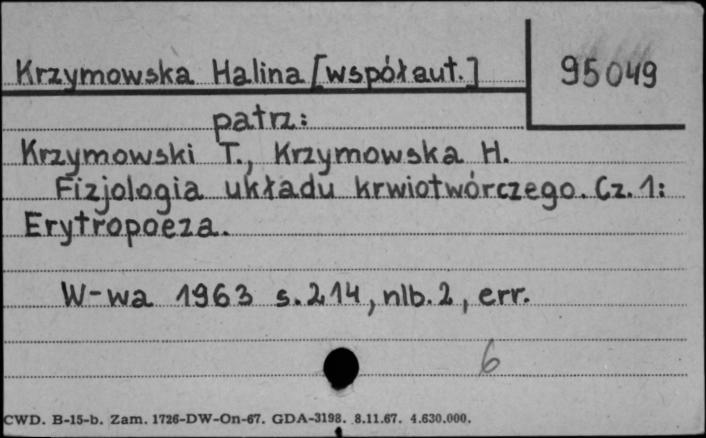 Krzymowska Halina [współaut.]
95049
patrz:
Krzymowski T., Krzymowska H.
Fizjologia układu krwiotwórczego. Cz. 1:
Erytropoeza.
W-wa 1963 s. 214, nlb. 2, err.
6
CWD. B-15-b. Zam. 1726-DW-On-67. GDA-3198. 8.11.67. 4.630.000.